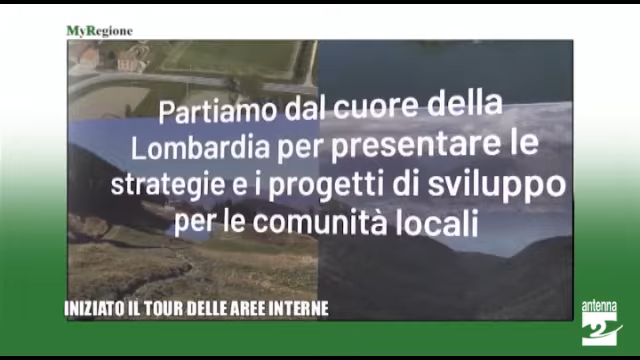 MyRegione
Partiamo dal cuore della
Lombardia per presentare le
strategie e i progetti di sviluppo
per le comunità locali
INIZIATO IL TOUR DELLE AREE INTERNE
antenna
2